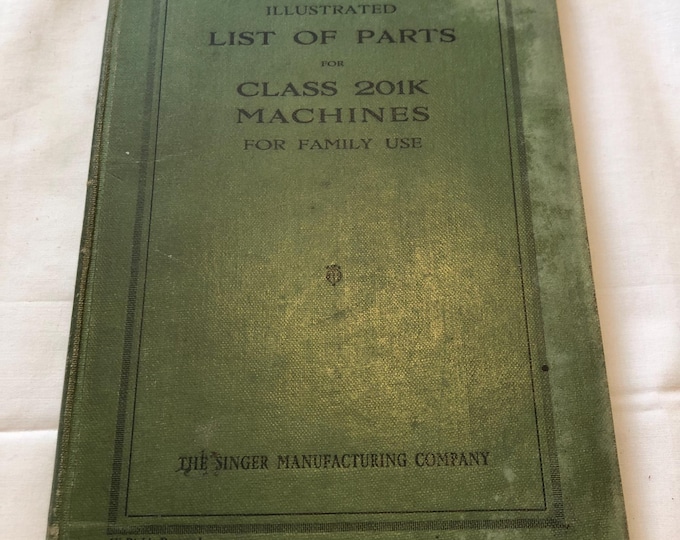 ILLUSTRATED
LIST OF PARTS
FOR
CLASS 201K
MACHINES
FOR FAMILY USE
THE SINGER MANUFACTURING COMPANY